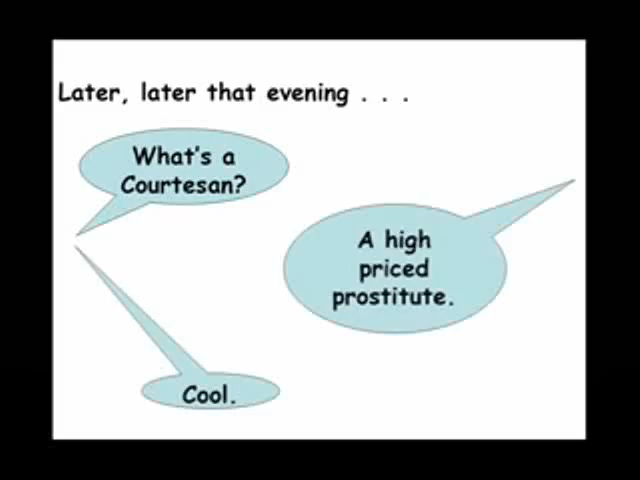 Later, later that evening . . .
What's a
Courtesan?
A high
priced
prostitute.
Cool.